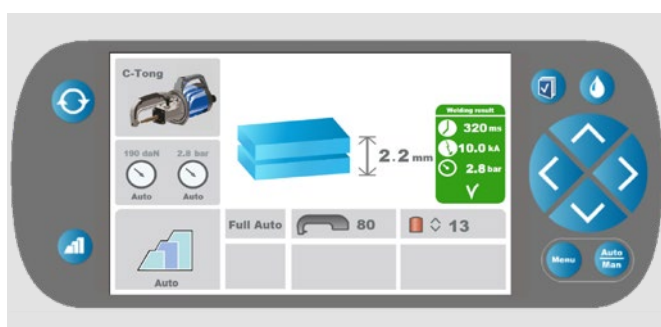 C-Tong
190 daN 2.8 bar
Auto Auto
Auto
2.2 mm
Welding result
320 ms
10.0 kA
2.8 bar
Full Auto 80 13
Menu
Auto
Man